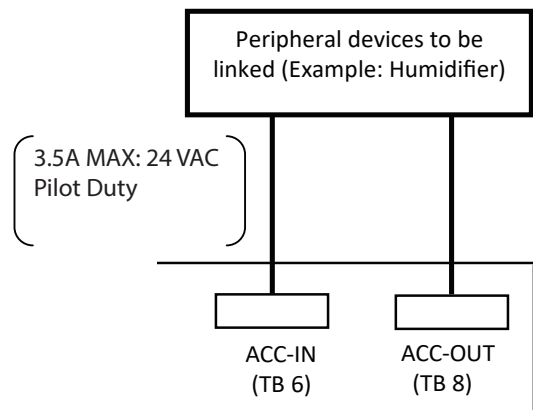 Peripheral devices to be
linked (Example: Humidifier)
3.5A MAX: 24 VAC
Pilot Duty
ACC-IN
(TB 6)
ACC-OUT
(TB 8)